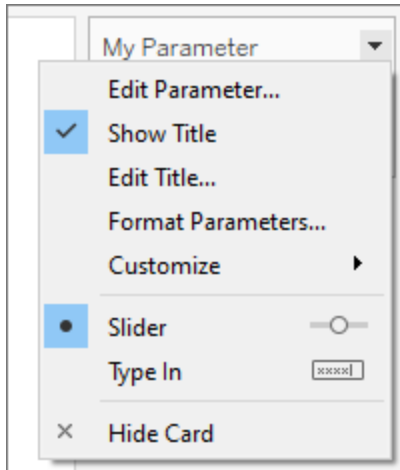 My Parameter
Edit Parameter...
Show Title
Edit Title...
Format Parameters...
Customize
Slider
Type In
xxxx
Hide Card